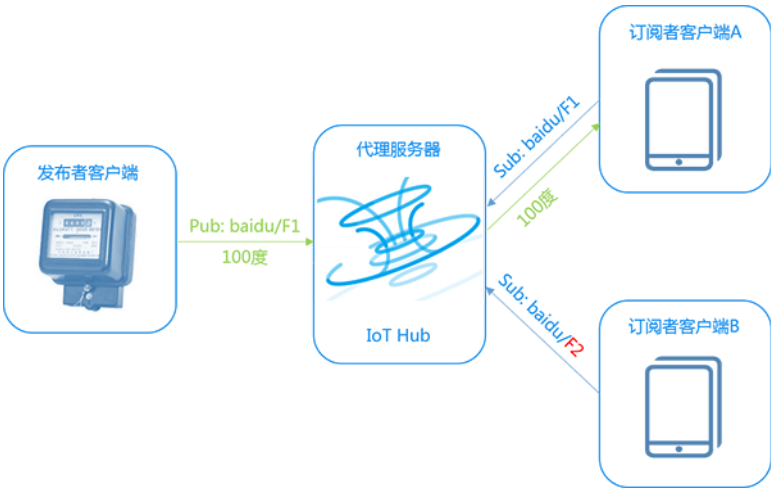 发布者客户端
Pub: baidu/F1
100度
代理服务器
IoT Hub
Sub: baidu/F1
100度
Sub: baidu/F2
订阅者客户端A
订阅者客户端B